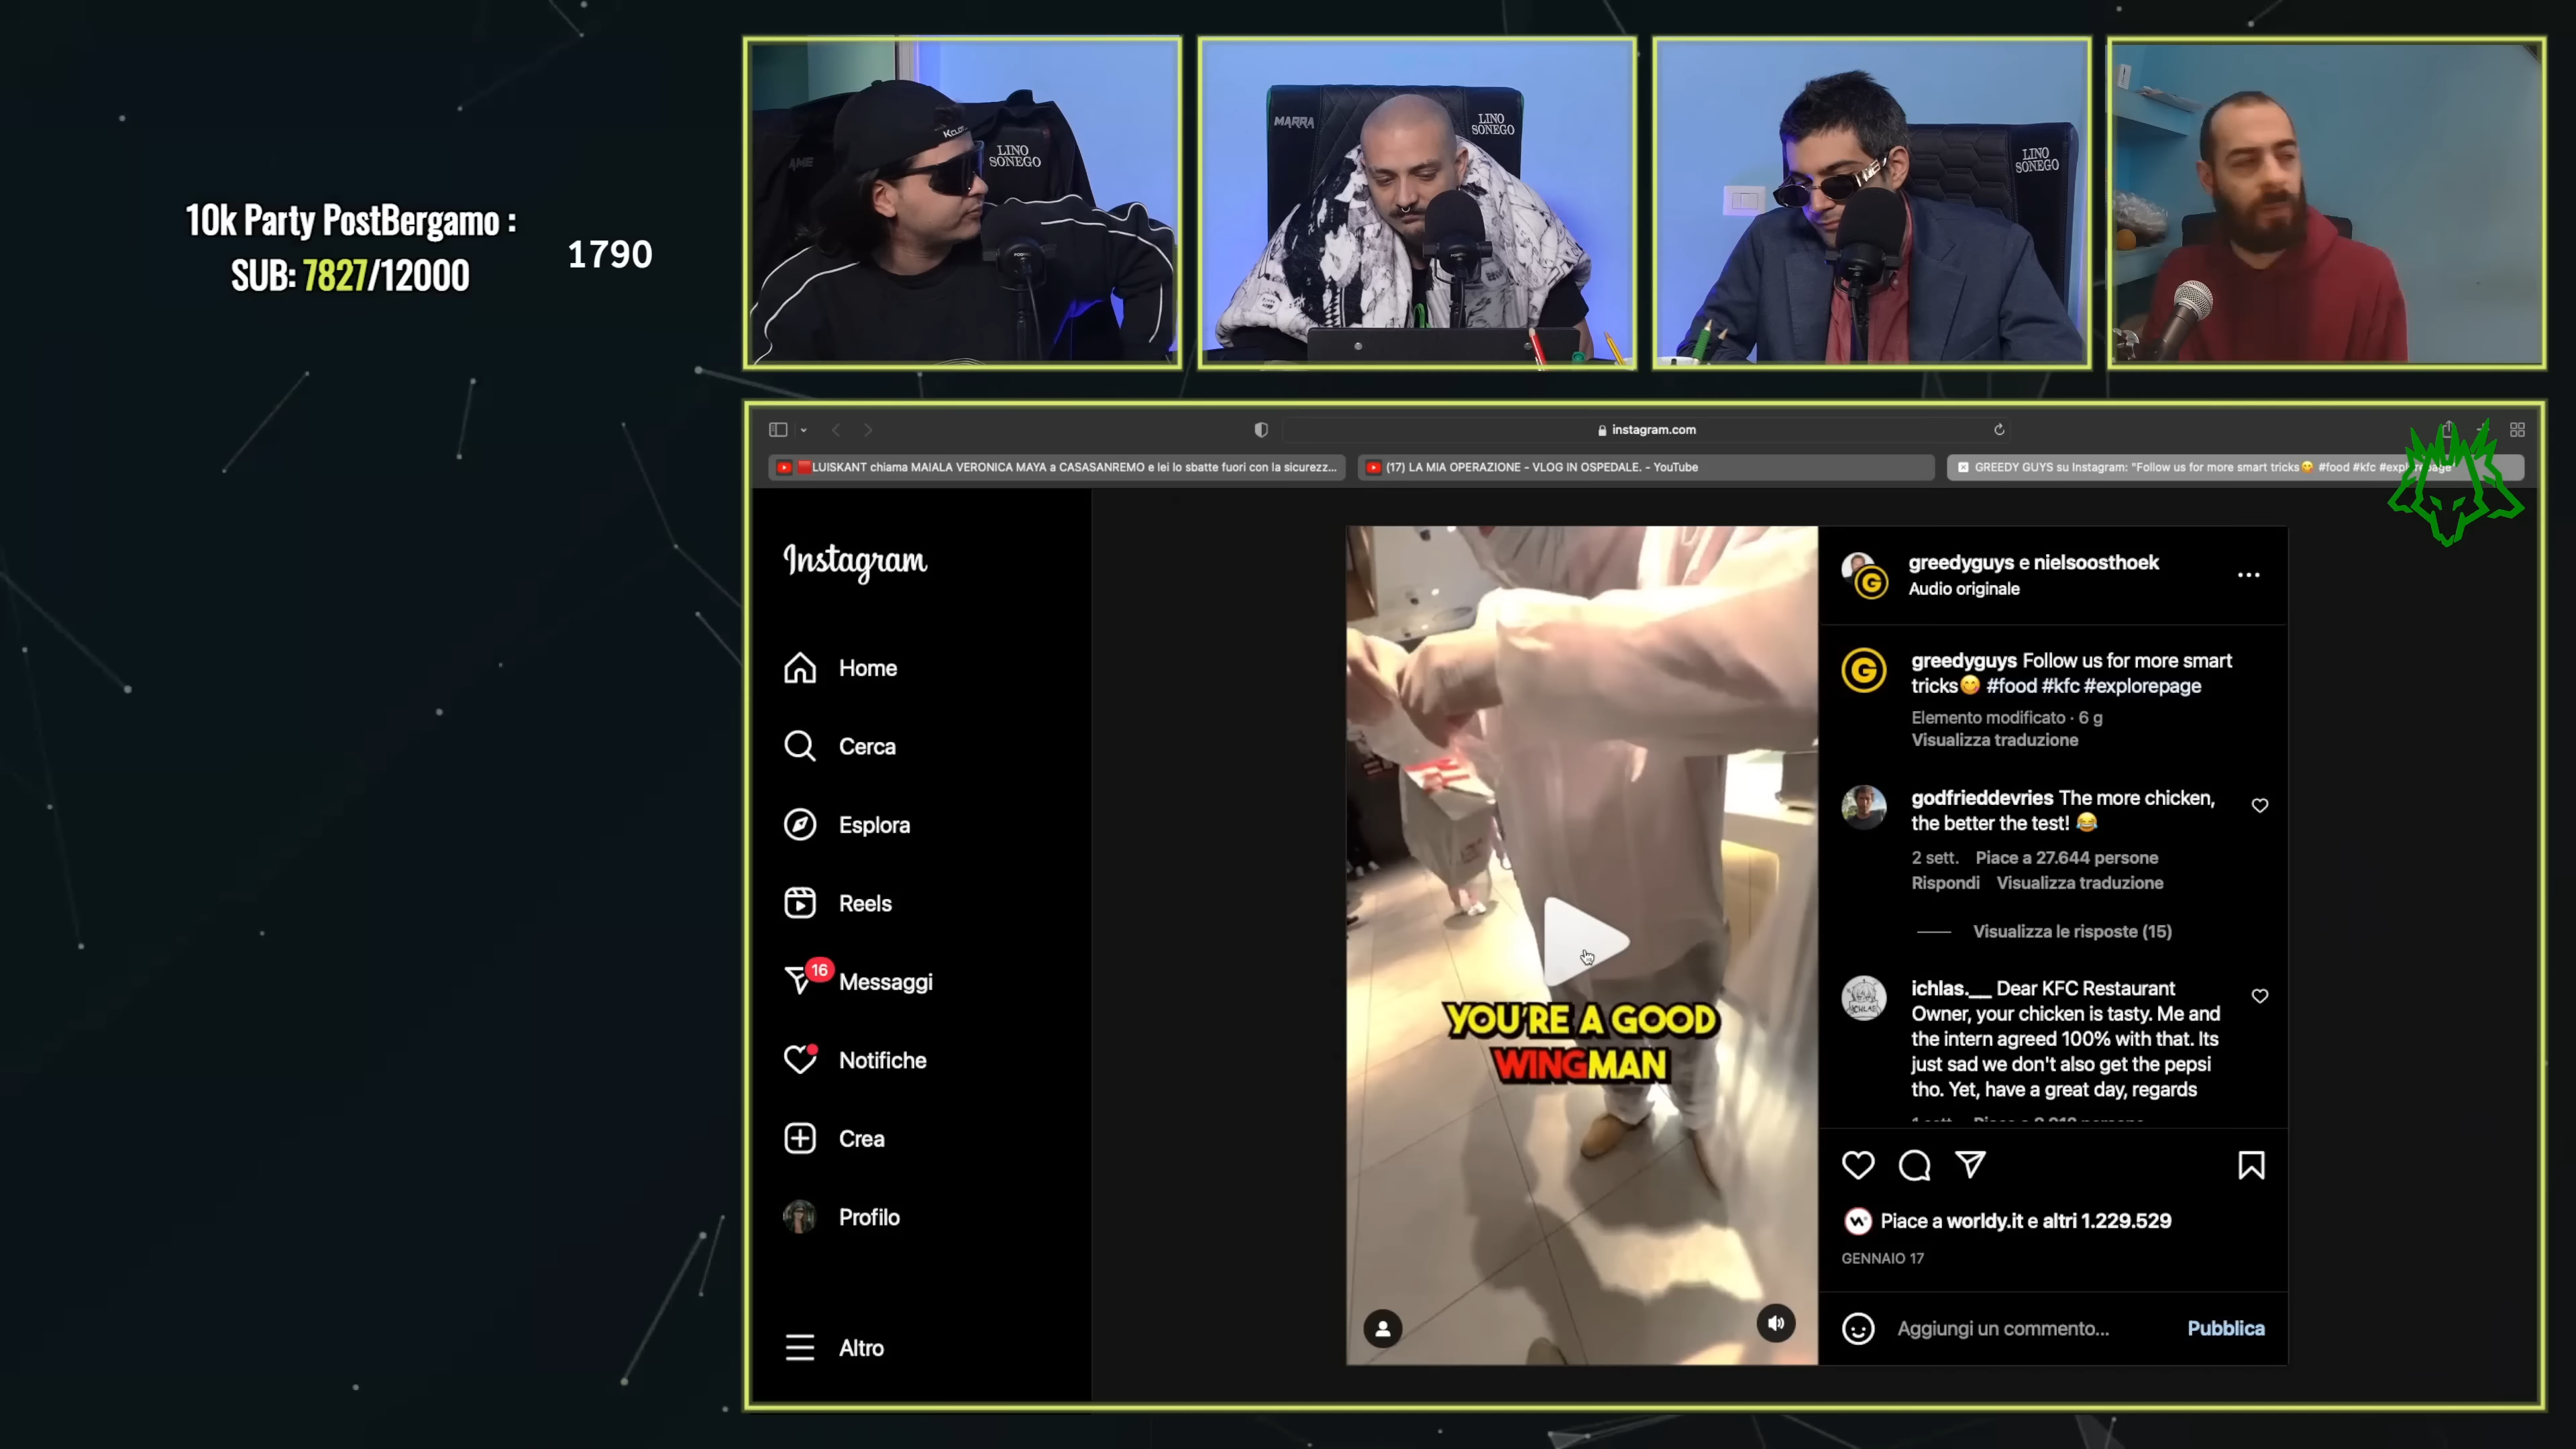 10k Party PostBergamo :
SUB: 7827/12000
1790
Kαστ
LINO
SONEGO
MARRA
LINO
SONEGO
LINO
SONEGO
instagram.com
LUISKANT chiama MAIALA VERONICA MAYA a CASASANREMO e lei lo sbatte fuori con la sicurezz...
(17) LA MIA OPERAZIONE - VLOG IN OSPEDALE. - YouTube
GREEDY GUYS su Instagram: "Follow us for more smart tricks😋 #food #kfc #explorepage"
Instagram
Home
Cerca
Esplora
Reels
16
Messaggi
Notifiche
Crea
Profilo
Altro
YOU'RE A GOOD
WINGMAN
greedyguys e nielsoosthoek
Audio originale
greedyguys Follow us for more smart
tricks😋 #food #kfc #explorepage
Elemento modificato · 6 g
Visualizza traduzione
godfrieddevries The more chicken,
the better the test! 😂
2 sett. Piace a 27.644 persone
Rispondi Visualizza traduzione
Visualizza le risposte (15)
ichlas.__ Dear KFC Restaurant
Owner, your chicken is tasty. Me and
the intern agreed 100% with that. Its
just sad we don't also get the pepsi
tho. Yet, have a great day, regards
Piace a worldy.it e altri 1.229.529
GENNAIO 17
Aggiungi un commento...
Pubblica